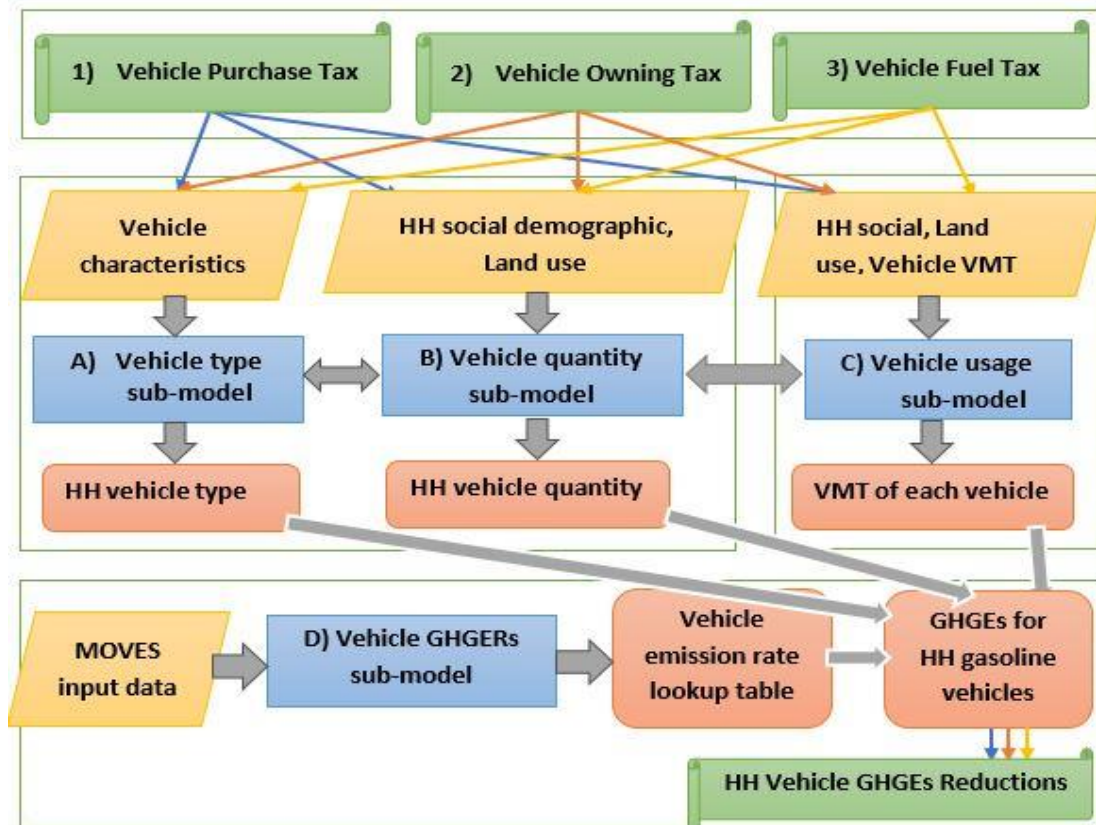 1) Vehicle Purchase Tax
2) Vehicle Owning Tax
3) Vehicle Fuel Tax
Vehicle
characteristics
HH social demographic,
Land use
HH social, Land
use, Vehicle VMT
A) Vehicle type
sub-model
B) Vehicle quantity
sub-model
C) Vehicle usage
sub-model
HH vehicle type
HH vehicle quantity
VMT of each vehicle
MOVES
input data
D) Vehicle GHGERs
sub-model
Vehicle
emission rate
lookup table
GHGEs for
HH gasoline
vehicles
HH Vehicle GHGEs Reductions